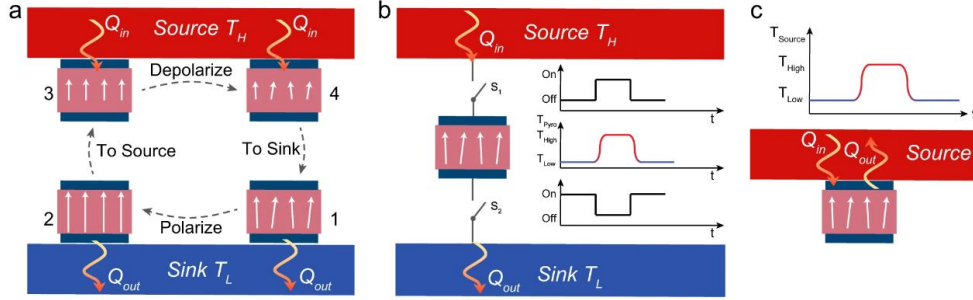 a
Q_in Source T_H Q_in
3 Depolarize 4
To Source To Sink
2 Polarize 1
Sink T_L
Q_out Q_out
b
Source T_H
Q_in
S_1
On
Off
t
T_Pyro
T_High
T_Low
t
S_2
On
Off
t
Sink T_L
Q_out
c
T_Source
T_High
T_Low
t
Q_in Q_out Source